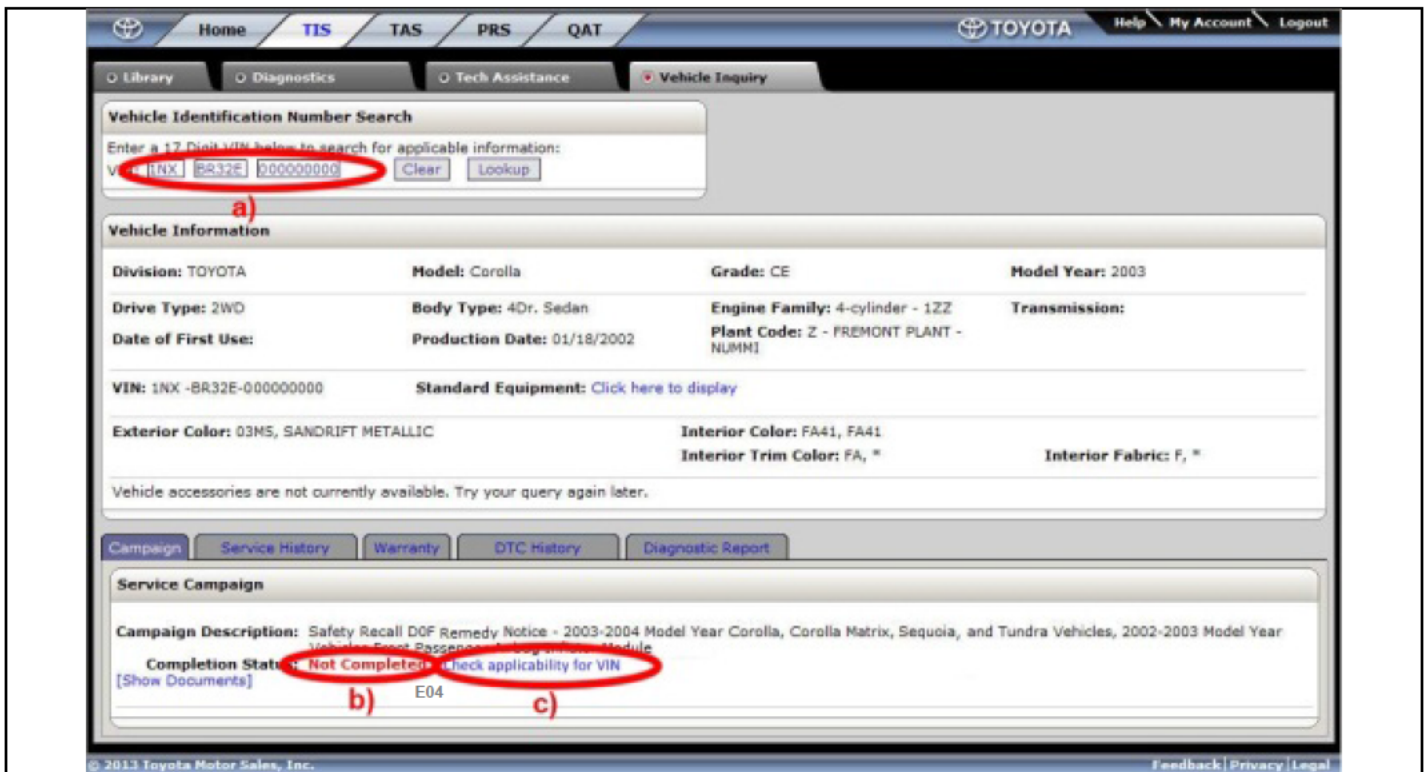 Home TIS TAS PRS QAT TOYOTA Help My Account Logout
Library Diagnostics Tech Assistance Vehicle Inquiry
Vehicle Identification Number Search
Enter a 17 Digit VIN below to search for applicable information:
1NX BR32E 000000000 Clear Lookup
a)
Vehicle Information
Division: TOYOTA Model: Corolla Grade: CE Model Year: 2003
Drive Type: 2WD Body Type: 4Dr. Sedan Engine Family: 4-cylinder - 1ZZ Transmission:
Date of First Use: Production Date: 01/18/2002 Plant Code: Z - FREMONT PLANT -
NUMMI
VIN: 1NX -BR32E-000000000 Standard Equipment: Click here to display
Exterior Color: 03M5, SANDRIFT METALLIC Interior Color: FA41, FA41
Interior Trim Color: FA, * Interior Fabric: F, *
Vehicle accessories are not currently available. Try your query again later.
Campaign Service History Warranty DTC History Diagnostic Report
Service Campaign
Campaign Description: Safety Recall D0F Remedy Notice - 2003-2004 Model Year Corolla, Corolla Matrix, Sequoia, and Tundra Vehicles, 2002-2003 Model Year
Vehicles Front Passenger Module
Completion Status: Not Completed Check applicability for VIN
[Show Documents]
b) E04 c)
© 2013 Toyota Motor Sales, Inc. Feedback | Privacy | Legal